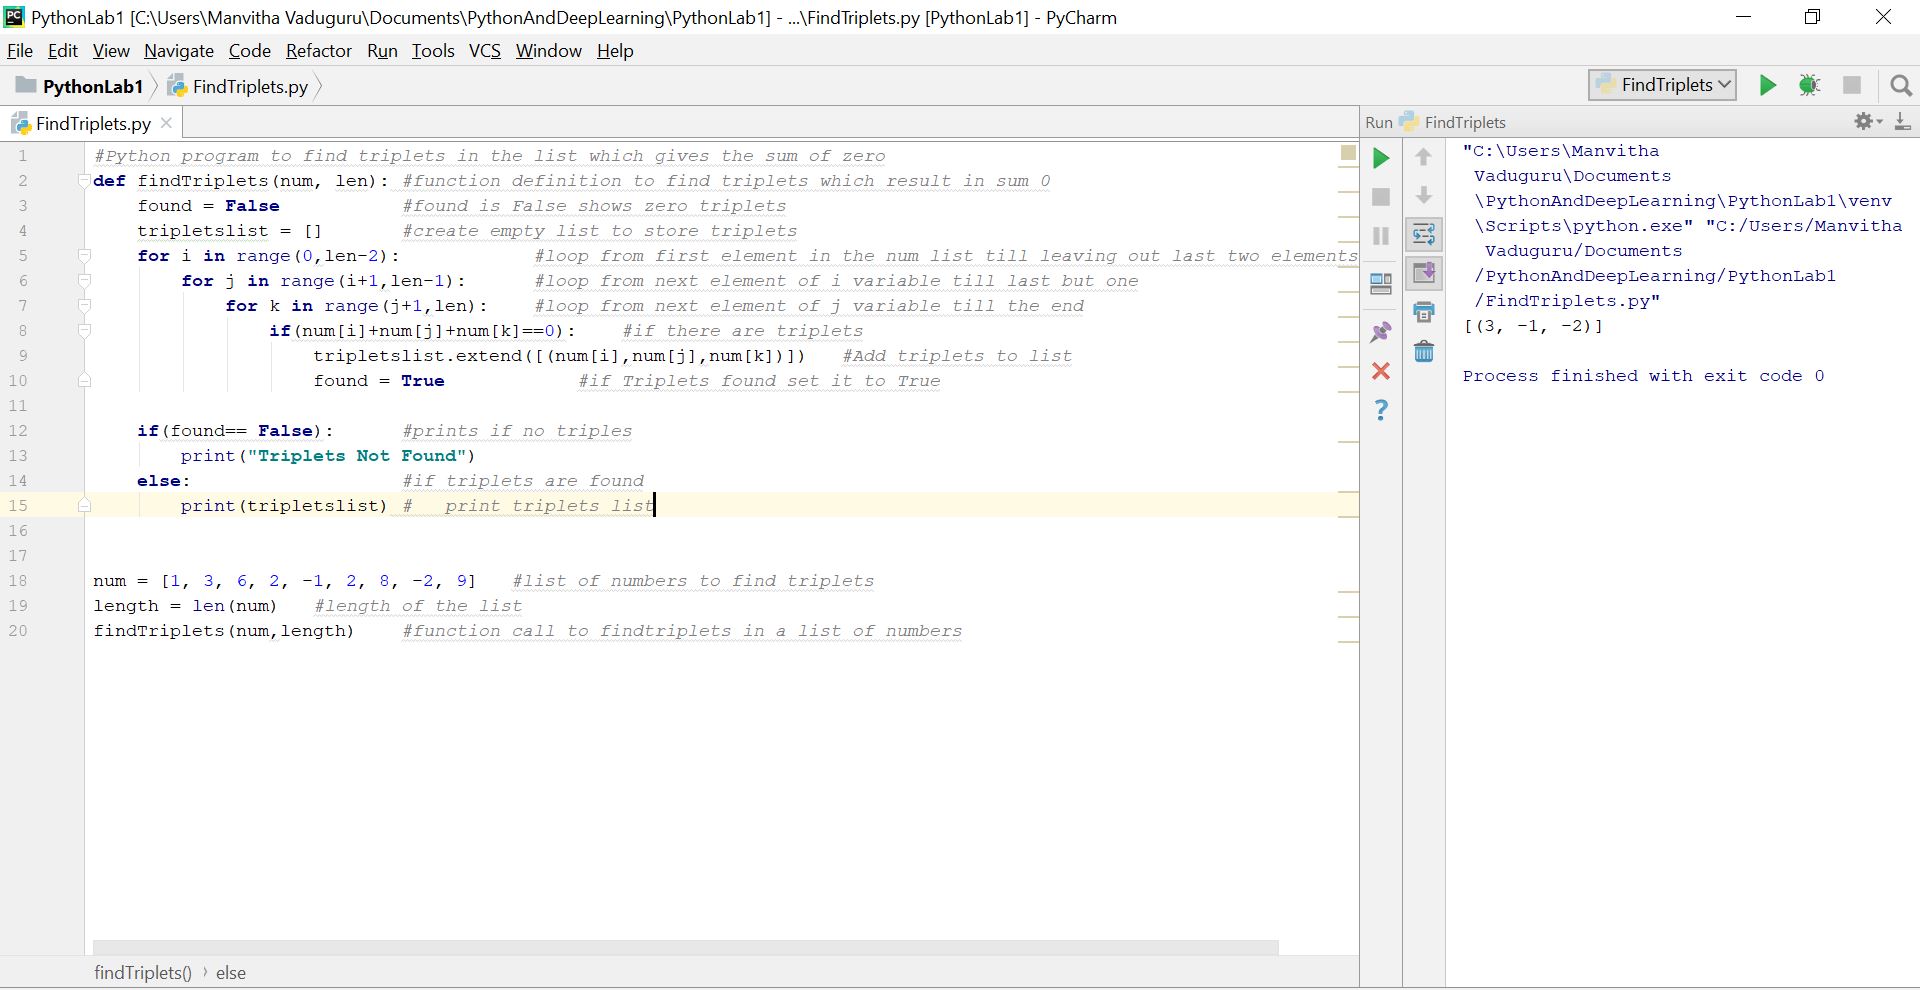 PythonLab1 [C:\Users\Manvitha Vaduguru\Documents\PythonAndDeepLearning\PythonLab1] - ...\FindTriplets.py [PythonLab1] - PyCharm
File Edit View Navigate Code Refactor Run Tools VCS Window Help
PythonLab1 FindTriplets.py
FindTriplets
FindTriplets.py
1 #Python program to find triplets in the list which gives the sum of zero
2 def findTriplets(num, len): #function definition to find triplets which result in sum 0
3 found = False #found is False shows zero triplets
4 tripletslist = [] #create empty list to store triplets
5 for i in range(0,len-2): #loop from first element in the num list till leaving out last two elements
6 for j in range(i+1,len-1): #loop from next element of i variable till last but one
7 for k in range(j+1,len): #loop from next element of j variable till the end
8 if(num[i]+num[j]+num[k]==0): #if there are triplets
9 tripletslist.extend([(num[i],num[j],num[k])]) #Add triplets to list
10 found = True #if Triplets found set it to True
11
12 if(found== False): #prints if no triples
13 print("Triplets Not Found")
14 else: #if triplets are found
15 print(tripletslist) # print triplets list
16
17
18 num = [1, 3, 6, 2, -1, 2, 8, -2, 9] #list of numbers to find triplets
19 length = len(num) #length of the list
20 findTriplets(num,length) #function call to findtriplets in a list of numbers
findTriplets() › else
Run FindTriplets
"C:\Users\Manvitha
Vaduguru\Documents
\PythonAndDeepLearning\PythonLab1\venv
\Scripts\python.exe" "C:/Users/Manvitha
Vaduguru/Documents
/PythonAndDeepLearning/PythonLab1
/FindTriplets.py"
[(3, -1, -2)]
Process finished with exit code 0